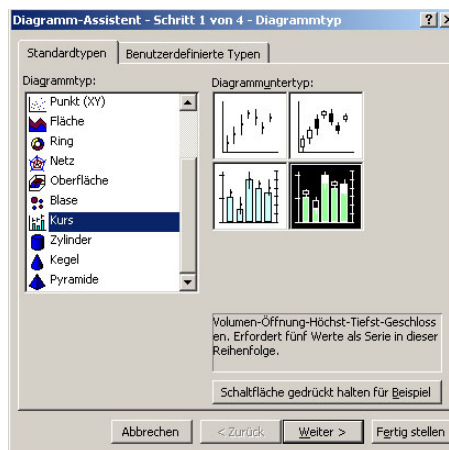 Diagramm-Assistent - Schritt 1 von 4 - Diagrammtyp
Standardtypen
Benutzerdefinierte Typen
Diagrammtyp:
Punkt (XY)
Fläche
Ring
Netz
Oberfläche
Blase
Kurs
Zylinder
Kegel
Pyramide
Diagrammuntertyp:
Volumen-Öffnung-Höchst-Tiefst-Geschloss
en. Erfordert fünf Werte als Serie in dieser
Reihenfolge.
Schaltfläche gedrückt halten für Beispiel
Abbrechen
< Zurück
Weiter >
Fertig stellen